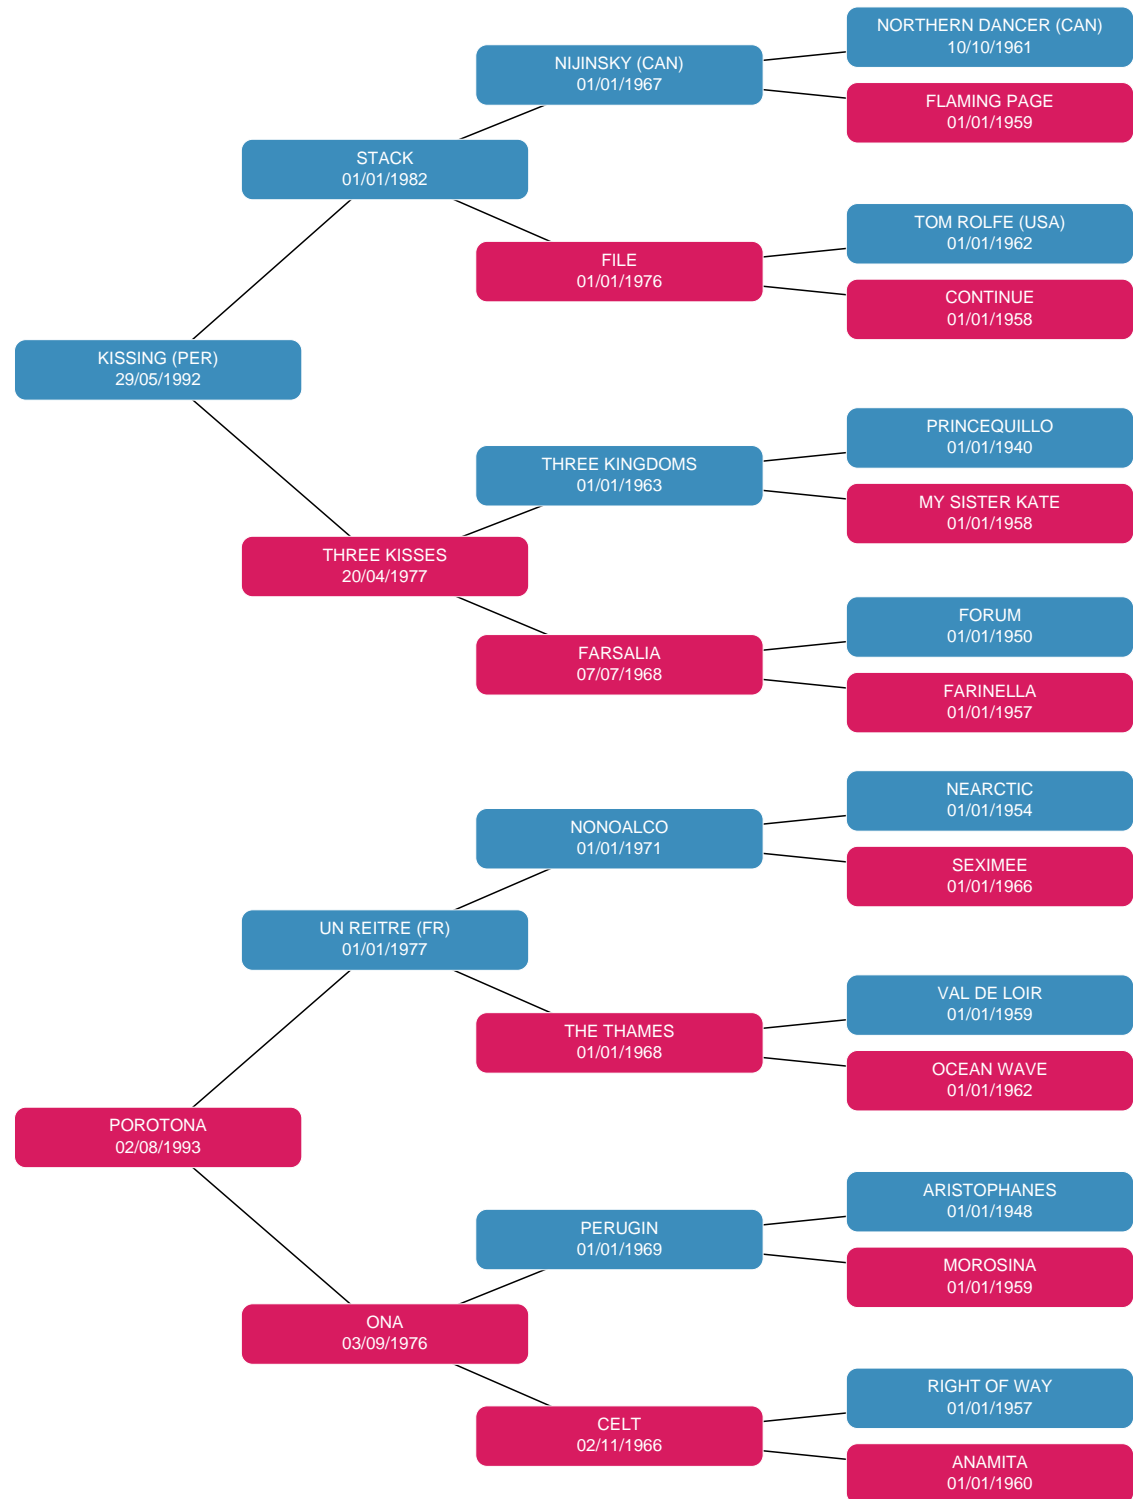 NORTHERN DANCER (CAN)
10/10/1961
NIJINSKY (CAN)
01/01/1967
FLAMING PAGE
01/01/1959
STACK
01/01/1982
TOM ROLFE (USA)
01/01/1962
FILE
01/01/1976
CONTINUE
01/01/1958
KISSING (PER)
29/05/1992
PRINCEQUILLO
01/01/1940
THREE KINGDOMS
01/01/1963
MY SISTER KATE
01/01/1958
THREE KISSES
20/04/1977
FORUM
01/01/1950
FARSALIA
07/07/1968
FARINELLA
01/01/1957
NEARCTIC
01/01/1954
NONOALCO
01/01/1971
SEXIMEE
01/01/1966
UN REITRE (FR)
01/01/1977
VAL DE LOIR
01/01/1959
THE THAMES
01/01/1968
OCEAN WAVE
01/01/1962
POROTONA
02/08/1993
ARISTOPHANES
01/01/1948
PERUGIN
01/01/1969
MOROSINA
01/01/1959
ONA
03/09/1976
RIGHT OF WAY
01/01/1957
CELT
02/11/1966
ANAMITA
01/01/1960